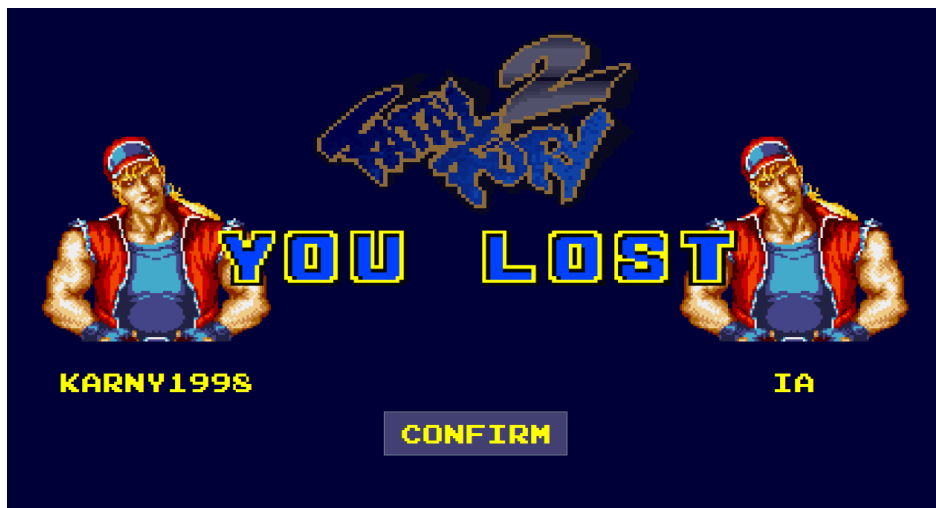 FATAL FURY 2
YOU LOST
KARNY1998
IA
CONFIRM